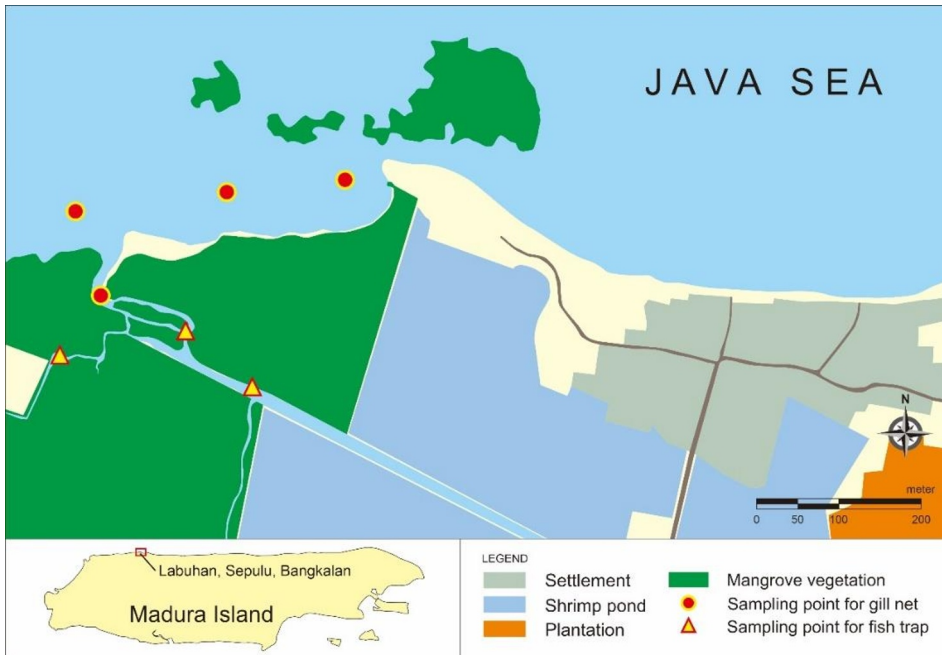 JAVA SEA
N
meter
0 50 100 200
Labuhan, Sepulu, Bangkalan
Madura Island
LEGEND
Settlement
Shrimp pond
Plantation
Mangrove vegetation
Sampling point for gill net
Sampling point for fish trap